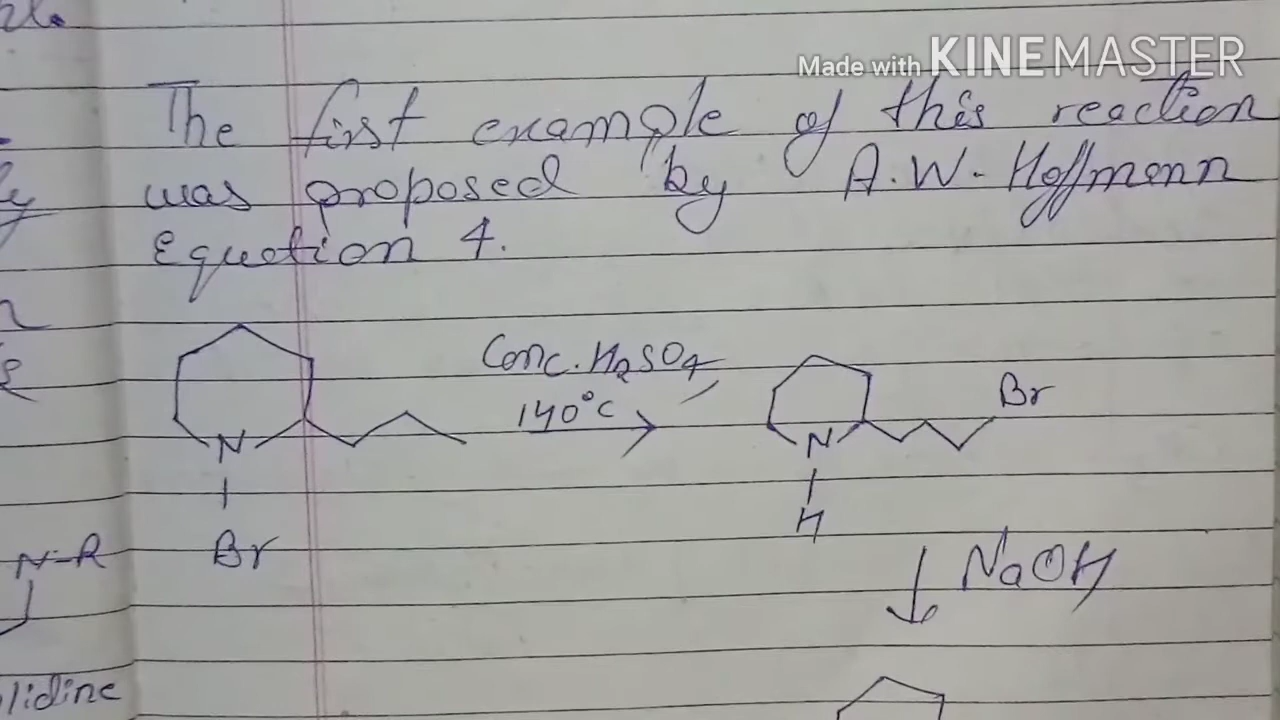 Made with KINEMASTER
The first example of this reaction
was proposed by A.W. Hoffmann
Equation 4.
Conc. H2SO4
140°C
Br
N
N
H
Br
N-R
NaOH
lidine